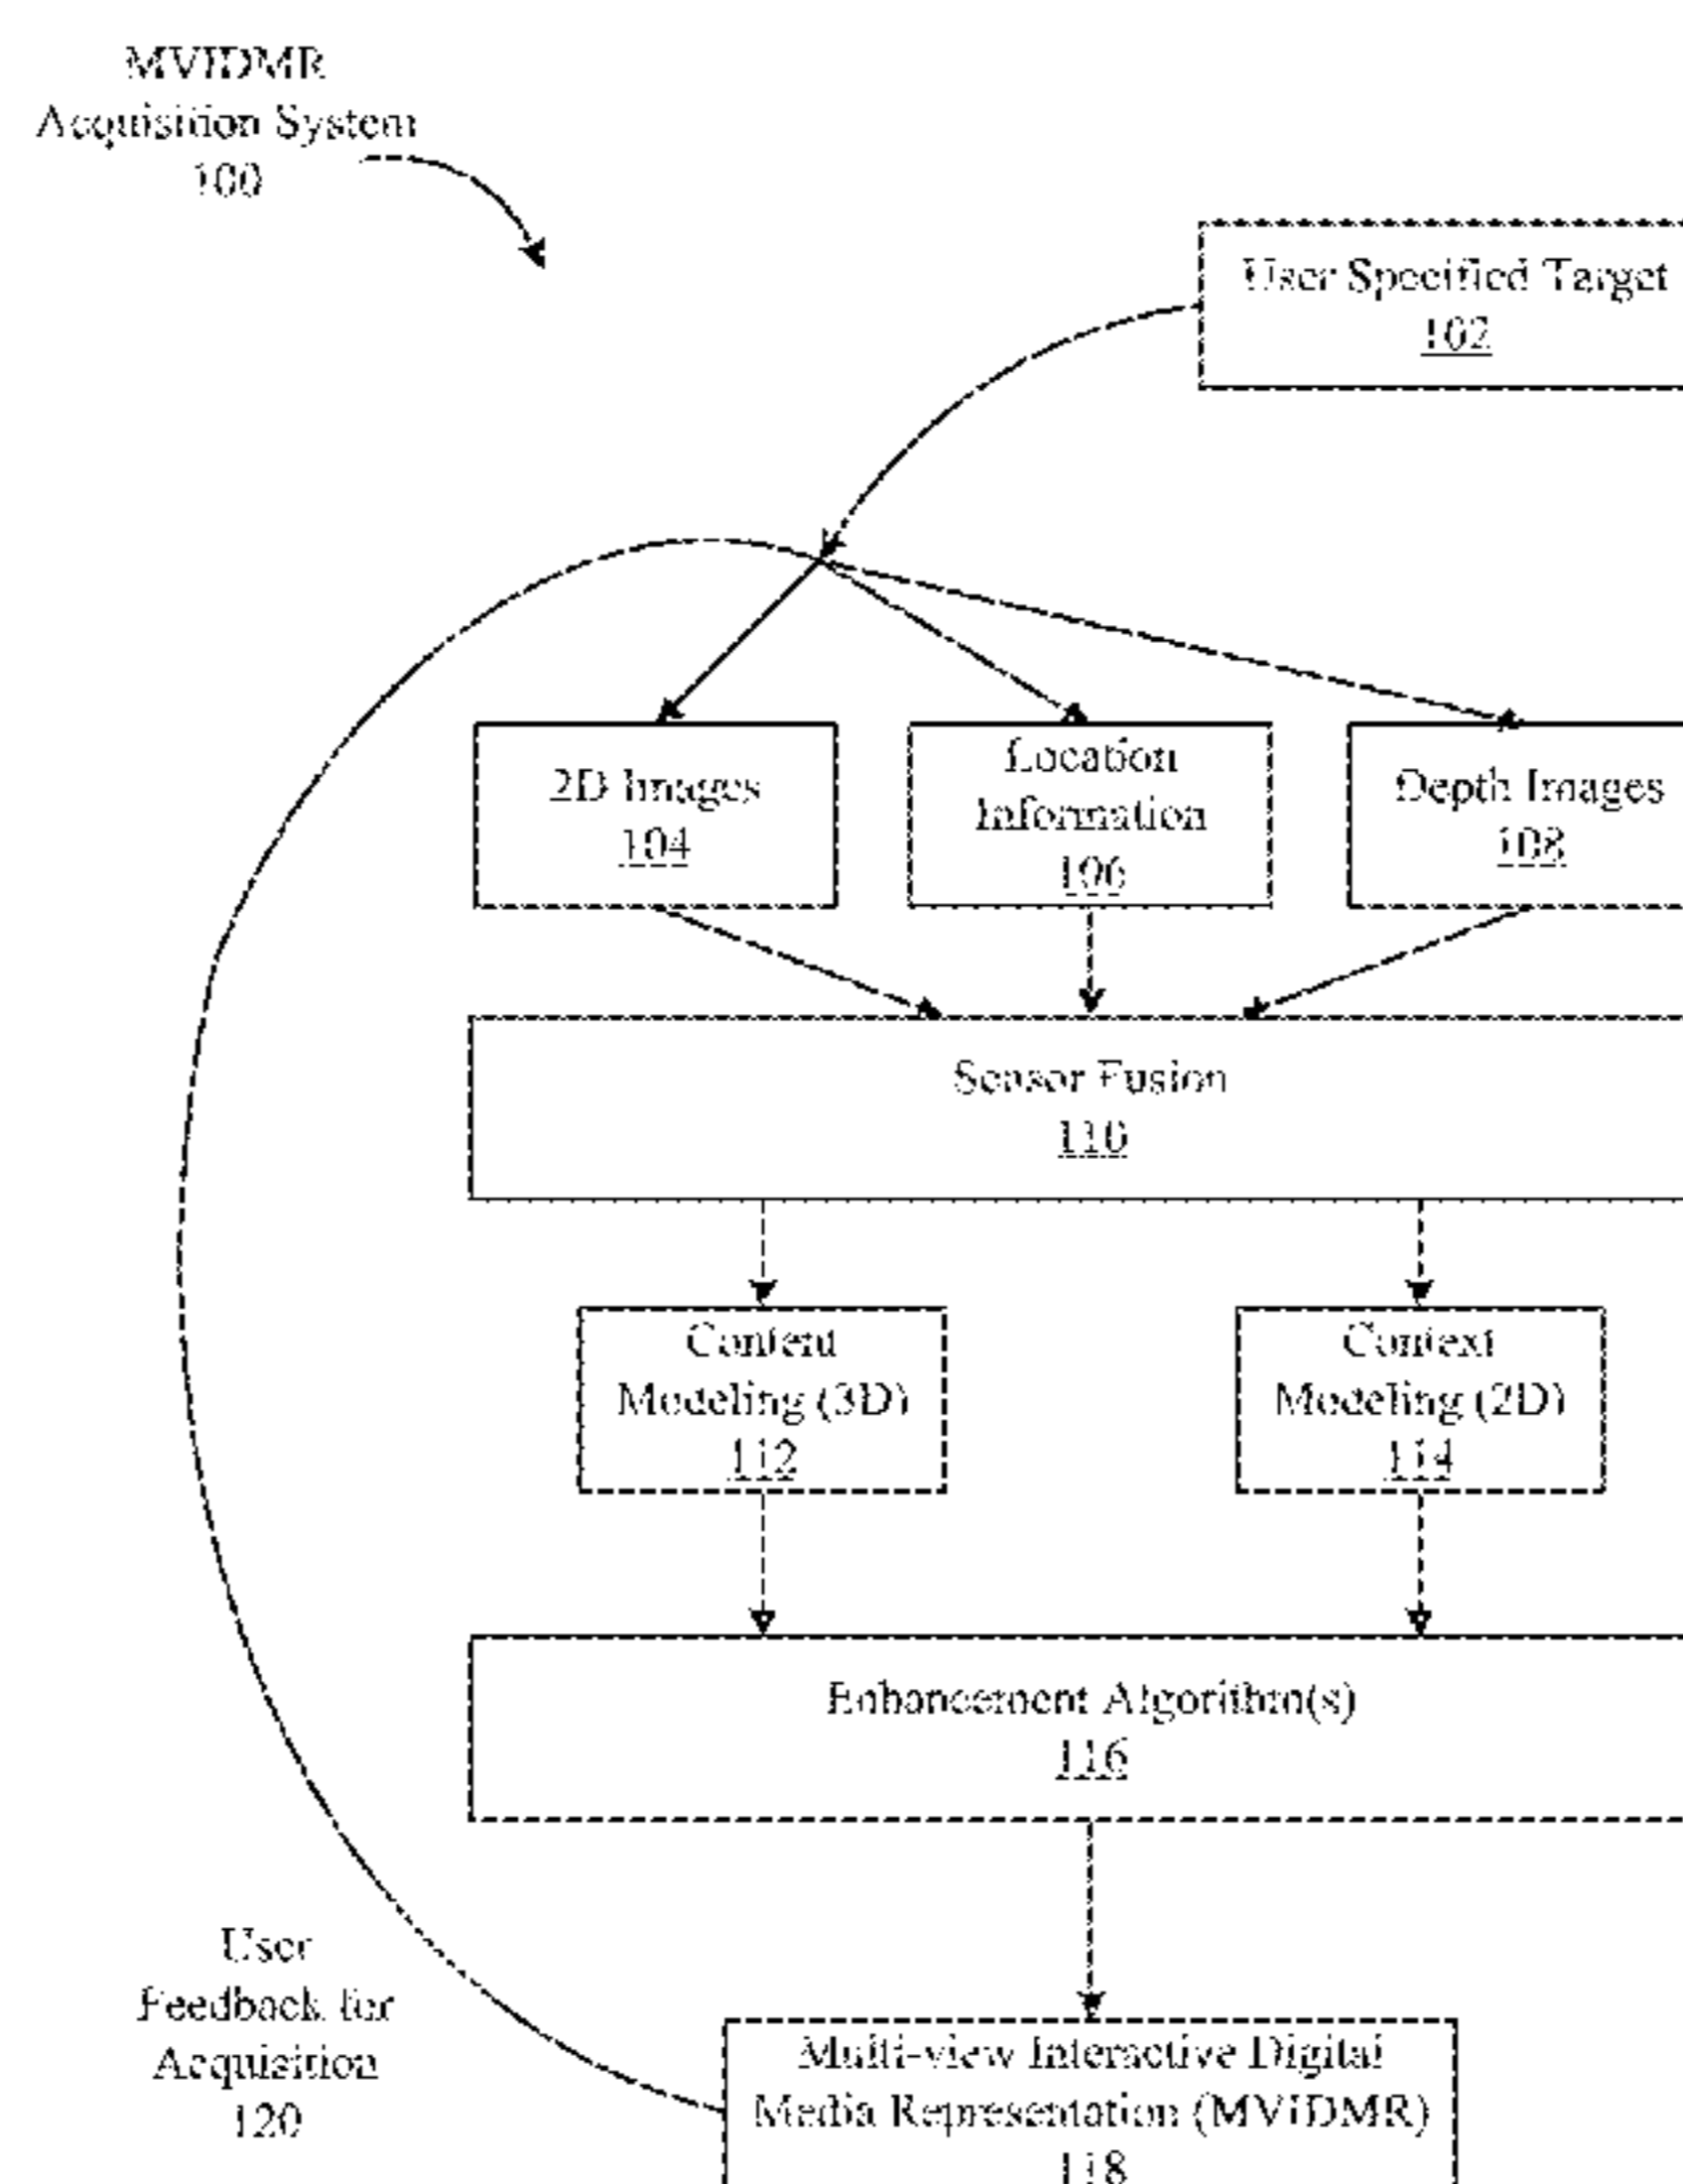 MVIDMR
Acquisition System
100
User Specified Target
102
2D Images
104
Location
Information
106
Depth Images
108
Sensor Fusion
110
Content
Modeling (3D)
112
Context
Modeling (2D)
114
Enhancement Algorithm(s)
116
User
Feedback for
Acquisition
120
Multi-view Interactive Digital
Media Representation (MVIDMR)
118